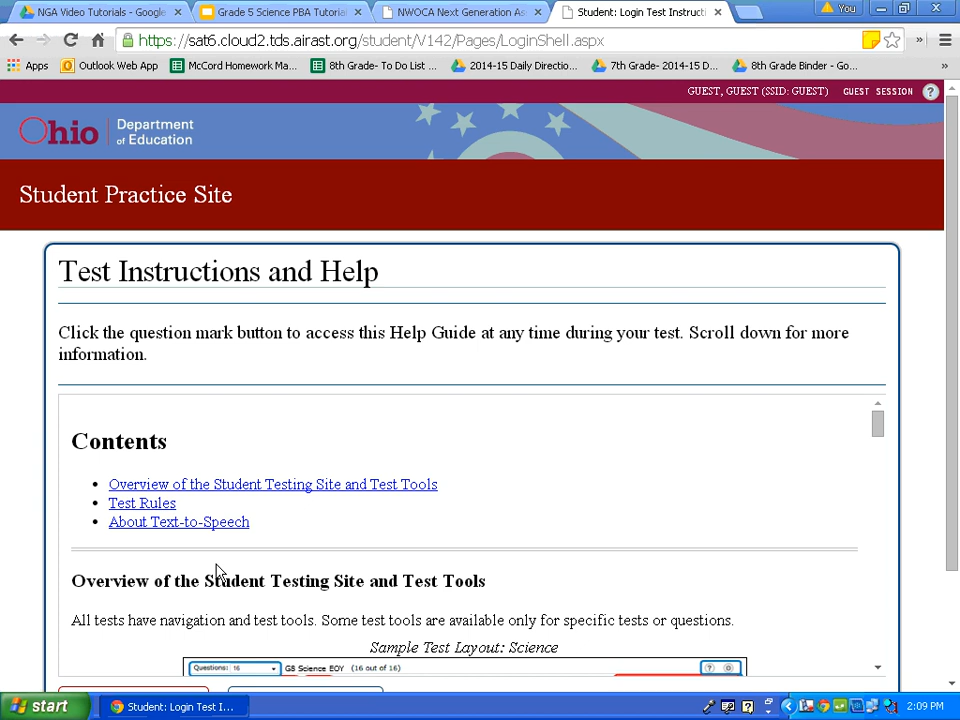 NGA Video Tutorials - Google
Grade 5 Science PBA Tutoria
NWOCA Next Generation As
Student: Login Test Instructi
You
https://sat6.cloud2.tds.airast.org/student/V142/Pages/LoginShell.aspx
Apps
Outlook Web App
McCord Homework Ma...
8th Grade- To Do List ...
2014-15 Daily Directio...
7th Grade- 2014-15 D...
8th Grade Binder - Go...
GUEST, GUEST (SSID: GUEST)
GUEST SESSION
?
Ohio
Department
of Education
Student Practice Site
Test Instructions and Help
Click the question mark button to access this Help Guide at any time during your test. Scroll down for more
information.
Contents
Overview of the Student Testing Site and Test Tools
Test Rules
About Text-to-Speech
Overview of the Student Testing Site and Test Tools
All tests have navigation and test tools. Some test tools are available only for specific tests or questions.
Sample Test Layout: Science
Questions: 16
G8 Science EOY (16 out of 16)
start
Student: Login Test I...
2:09 PM